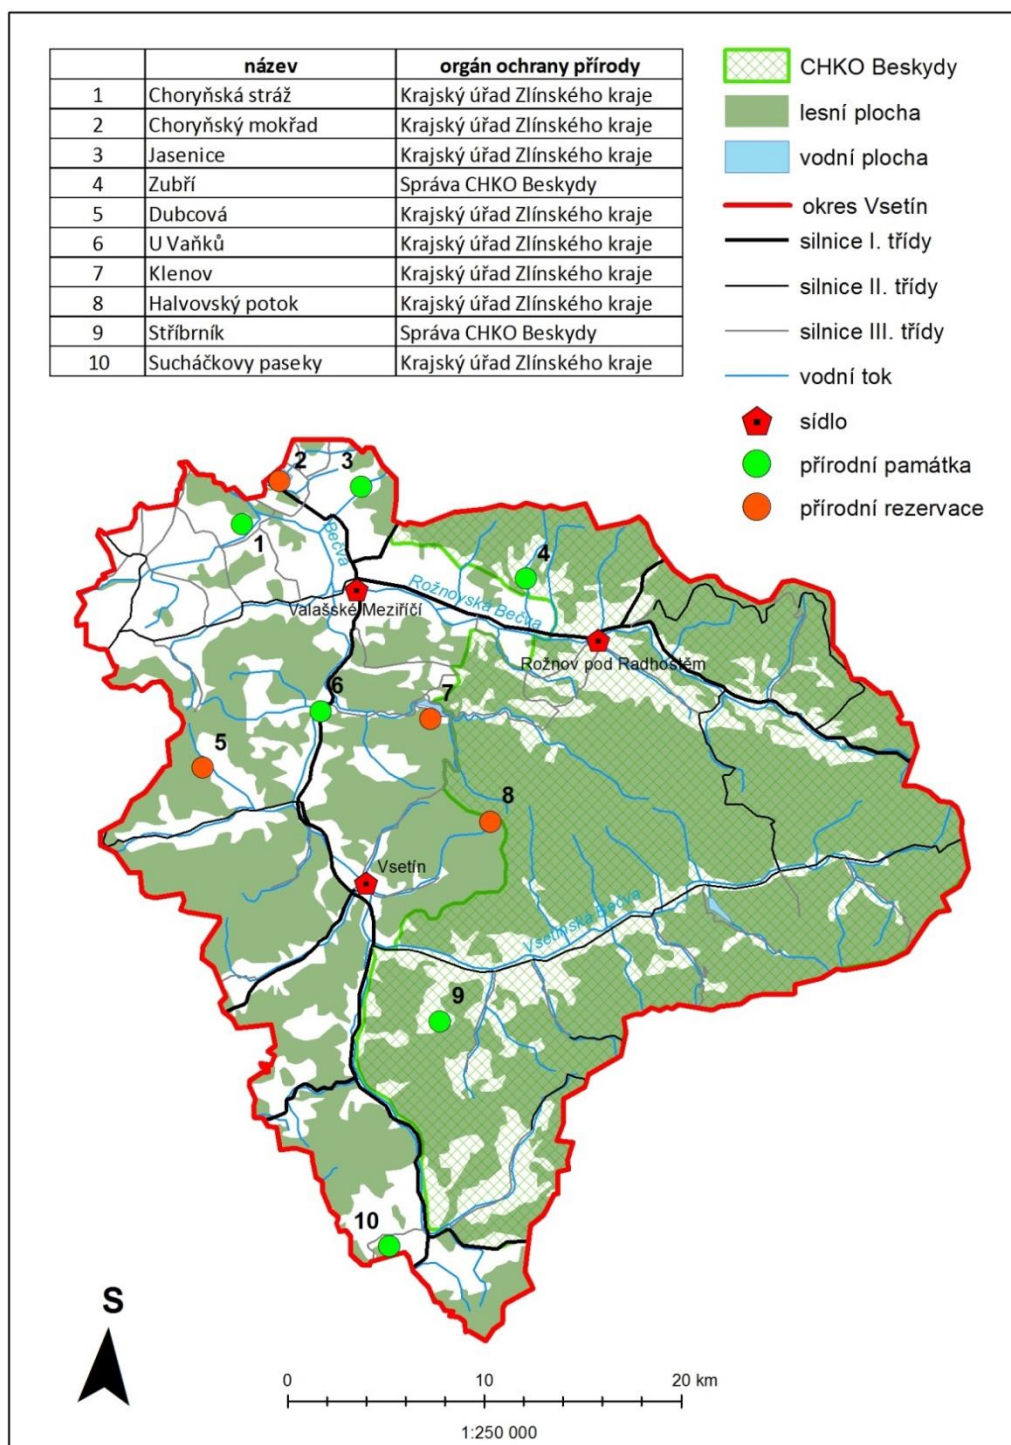 název orgán ochrany přírody
1 Choryňská stráž Krajský úřad Zlínského kraje
2 Choryňský mokřad Krajský úřad Zlínského kraje
3 Jasenice Krajský úřad Zlínského kraje
4 Zubří Správa CHKO Beskydy
5 Dubcová Krajský úřad Zlínského kraje
6 U Vaňků Krajský úřad Zlínského kraje
7 Klenov Krajský úřad Zlínského kraje
8 Halvovský potok Krajský úřad Zlínského kraje
9 Stříbrník Správa CHKO Beskydy
10 Sucháčkovy paseky Krajský úřad Zlínského kraje
CHKO Beskydy
lesní plocha
vodní plocha
okres Vsetín
silnice I. třídy
silnice II. třídy
silnice III. třídy
vodní tok
sídlo
přírodní památka
přírodní rezervace
2
3
1
Bečva
4
Rožnovska Bečva
Valašské Meziříčí
Rožnov pod Radhoštěm
6
7
5
8
Vsetín
Vsetínská Bečva
9
10
S
0 10 20 km
1:250 000